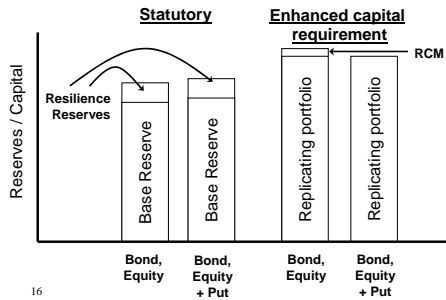 Statutory
Enhanced capital
requirement
RCM
Resilience
Reserves
Reserves / Capital
Base Reserve
Base Reserve
Replicating portfolio
Replicating portfolio
Bond,
Equity
Bond,
Equity
+ Put
Bond,
Equity
Bond,
Equity
+ Put
16